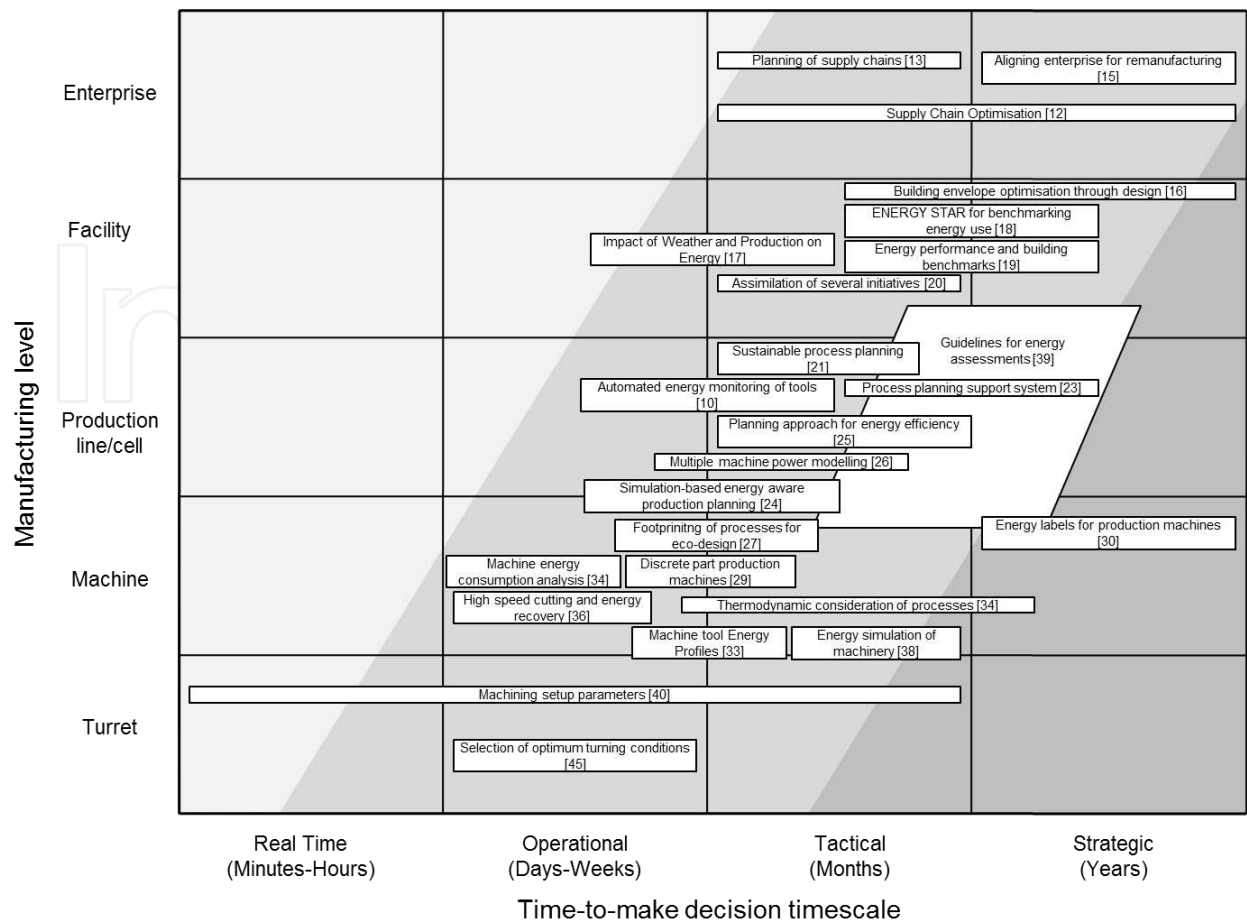 Enterprise
Planning of supply chains [13]
Aligning enterprise for remanufacturing
[15]
Supply Chain Optimisation [12]
Facility
Building envelope optimisation through design [16]
ENERGY STAR for benchmarking
energy use [18]
Impact of Weather and Production on
Energy [17]
Energy performance and building
benchmarks [19]
Assimilation of several initiatives [20]
Manufacturing level
Guidelines for energy
assessments [39]
Sustainable process planning
[21]
Production
line/cell
Automated energy monitoring of tools
[10]
Process planning support system [23]
Planning approach for energy efficiency
[25]
Multiple machine power modelling [26]
Simulation-based energy aware
production planning [24]
Machine
Footprinitng of processes for
eco-design [27]
Energy labels for production machines
[30]
Machine energy
consumption analysis [34]
Discrete part production
machines [29]
High speed cutting and energy
recovery [36]
Thermodynamic consideration of processes [34]
Machine tool Energy
Profiles [33]
Energy simulation of
machinery [38]
Turret
Machining setup parameters [40]
Selection of optimum turning conditions
[45]
Real Time
(Minutes-Hours)
Operational
(Days-Weeks)
Tactical
(Months)
Strategic
(Years)
Time-to-make decision timescale